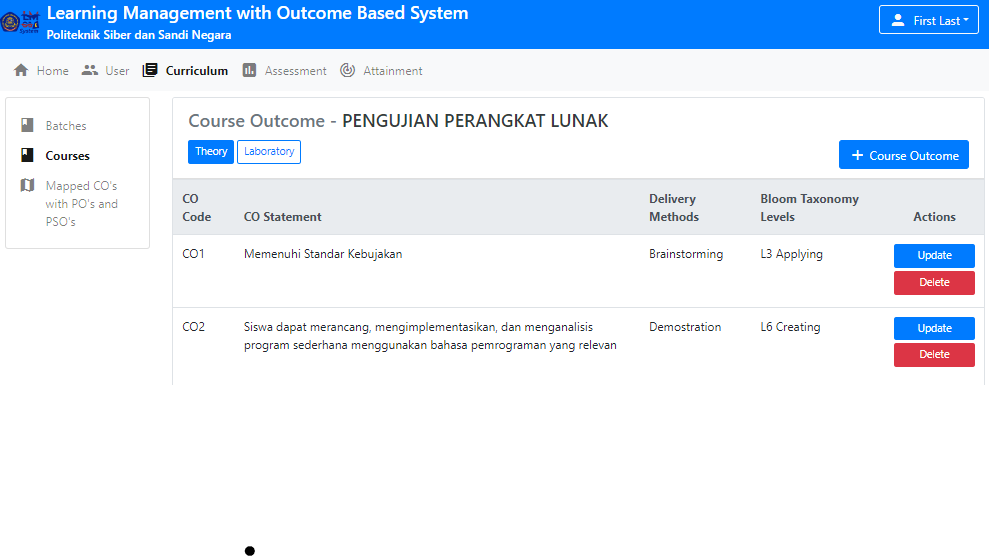 Learning Management with Outcome Based System
Politeknik Siber dan Sandi Negara
First Last
Home User Curriculum Assessment Attainment
Batches
Courses
Mapped CO's
with PO's and
PSO's
Course Outcome - PENGUJIAN PERANGKAT LUNAK
Theory Laboratory
+ Course Outcome
CO Code CO Statement Delivery Methods Bloom Taxonomy Levels Actions
CO1 Memenuhi Standar Kebujakan Brainstorming L3 Applying Update
Delete
CO2 Siswa dapat merancang, mengimplementasikan, dan menganalisis Demostration L6 Creating Update
program sederhana menggunakan bahasa pemrograman yang relevan
Delete